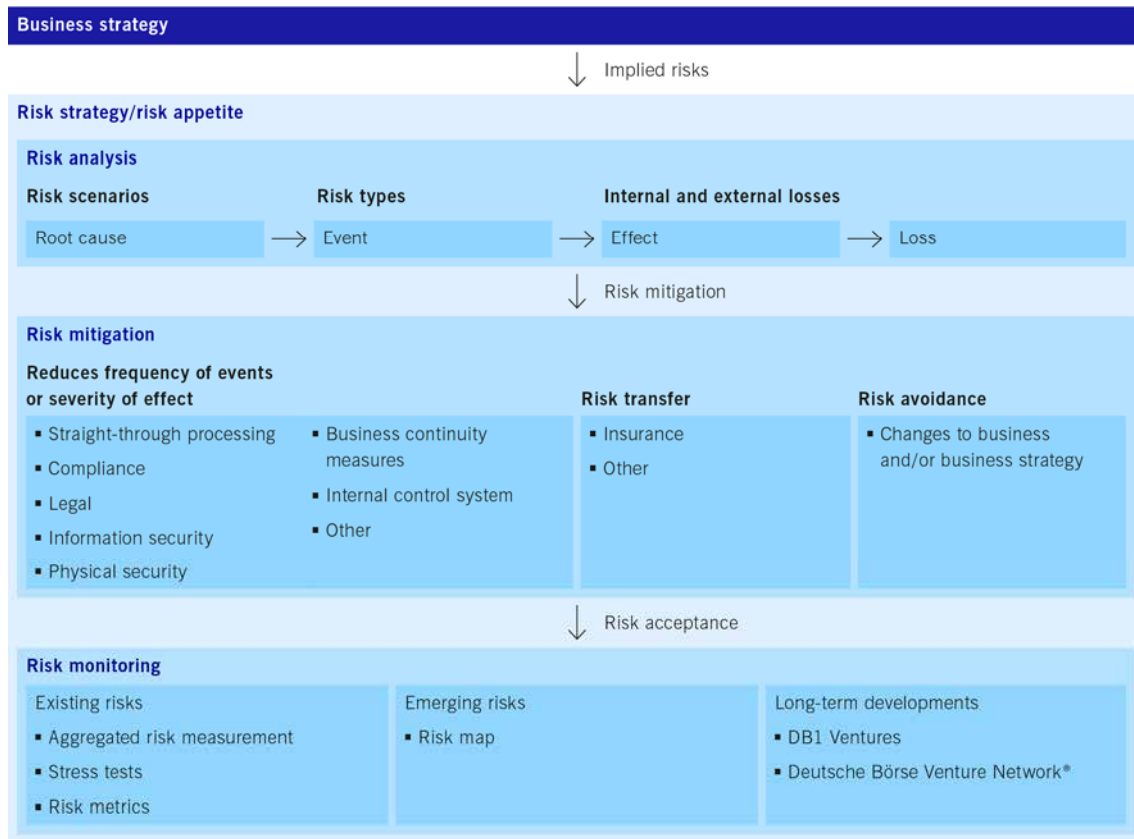 Business strategy
Implied risks
Risk strategy/risk appetite
Risk analysis
Risk scenarios
Risk types
Internal and external losses
Root cause
Event
Effect
Loss
Risk mitigation
Risk mitigation
Reduces frequency of events
or severity of effect
▪ Straight-through processing
▪ Compliance
▪ Legal
▪ Information security
▪ Physical security
▪ Business continuity
measures
▪ Internal control system
▪ Other
Risk transfer
▪ Insurance
▪ Other
Risk avoidance
▪ Changes to business
and/or business strategy
Risk acceptance
Risk monitoring
Existing risks
▪ Aggregated risk measurement
▪ Stress tests
▪ Risk metrics
Emerging risks
▪ Risk map
Long-term developments
▪ DB1 Ventures
▪ Deutsche Börse Venture Network®